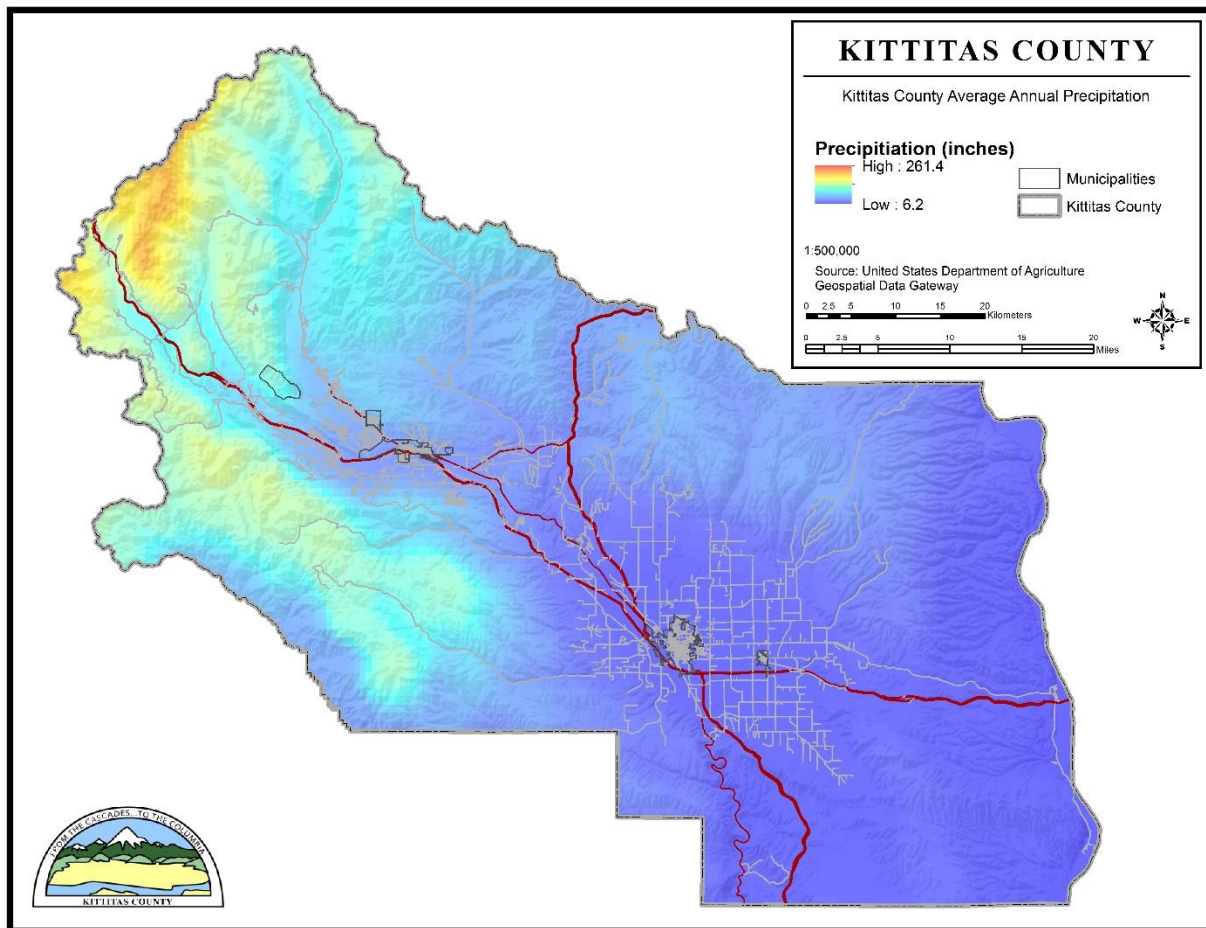 KITTITAS COUNTY
Kittitas County Average Annual Precipitation
Precipitiation (inches)
High : 261.4
Low : 6.2
Municipalities
Kittitas County
1:500,000
Source: United States Department of Agriculture
Geospatial Data Gateway
0 2.5 5 10 15 20
Kilometers
0 2.5 5 10 15 20
Miles
N
W E
S
FROM THE CASCADES...TO THE COLUMBIA
KITTITAS COUNTY